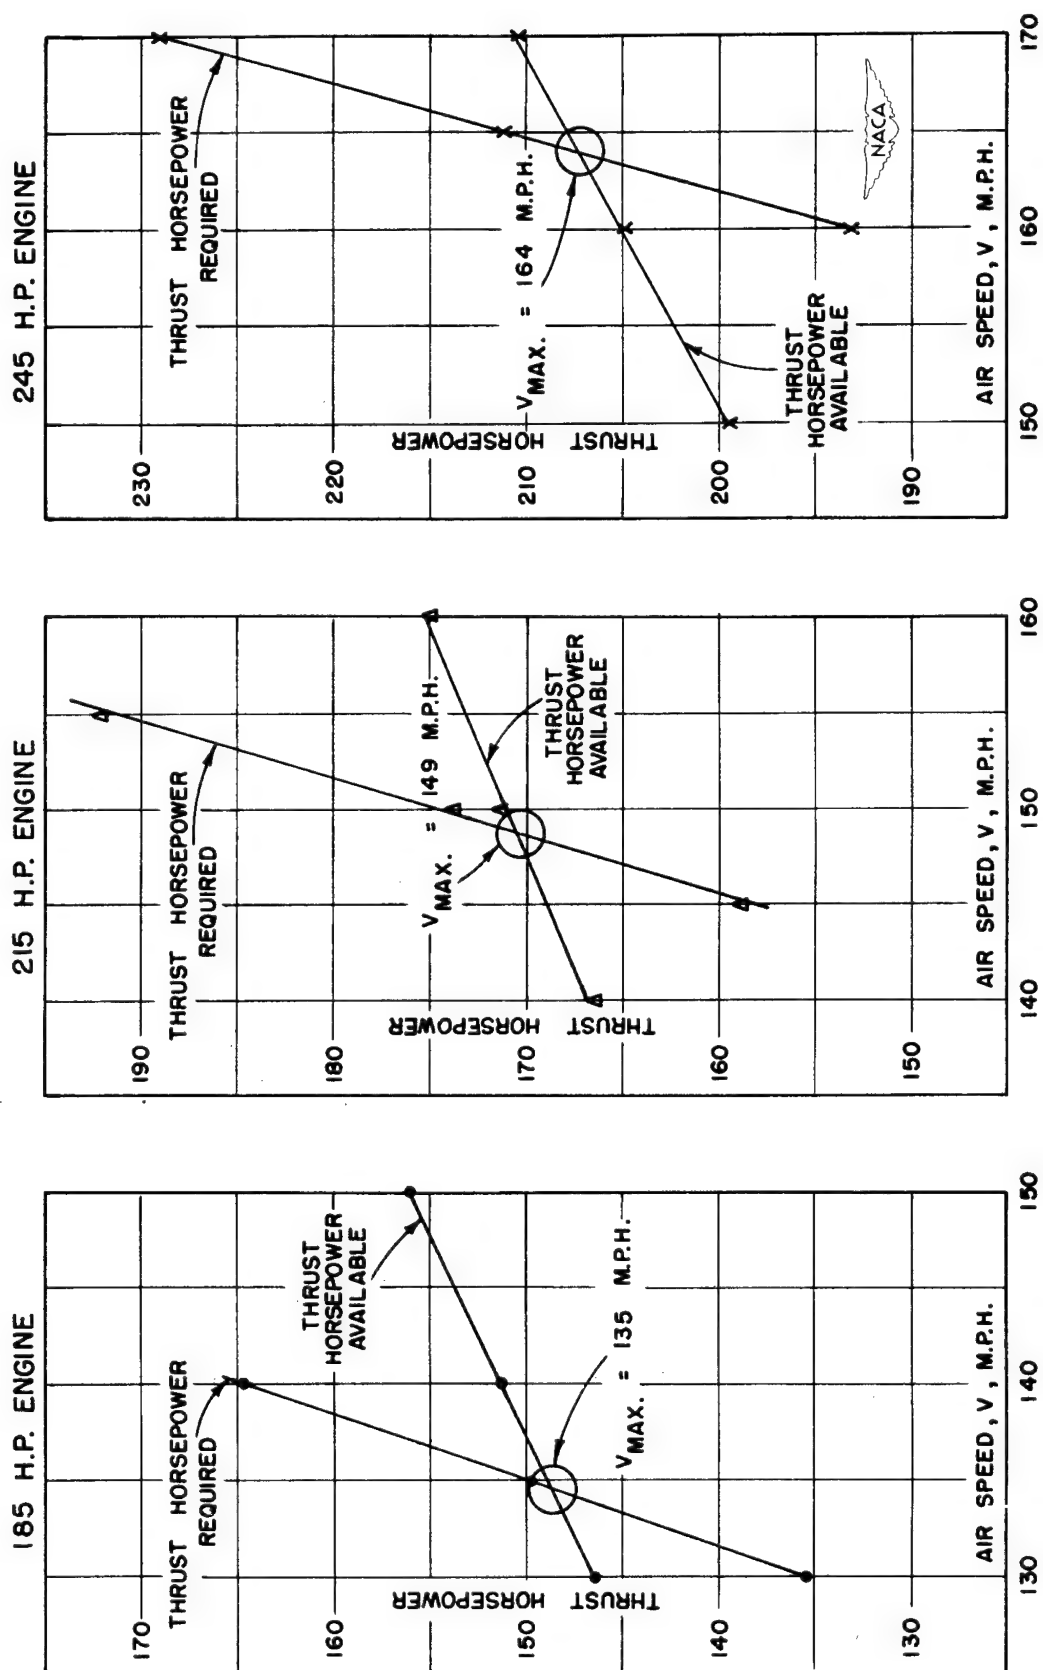 185 H.P. ENGINE
THRUST HORSEPOWER
REQUIRED
THRUST
HORSEPOWER
AVAILABLE
VMAX. = 135 M.P.H.
THRUST HORSEPOWER
170
160
150
140
130
AIR SPEED, V, M.P.H.
130
140
150
215 H.P. ENGINE
THRUST HORSEPOWER
REQUIRED
VMAX. = 149 M.P.H.
THRUST
HORSEPOWER
AVAILABLE
THRUST HORSEPOWER
190
180
170
160
150
AIR SPEED, V, M.P.H.
140
150
160
245 H.P. ENGINE
THRUST HORSEPOWER
REQUIRED
VMAX. = 164 M.P.H.
THRUST
HORSEPOWER
AVAILABLE
THRUST HORSEPOWER
230
220
210
200
190
NACA
AIR SPEED, V, M.P.H.
150
160
170